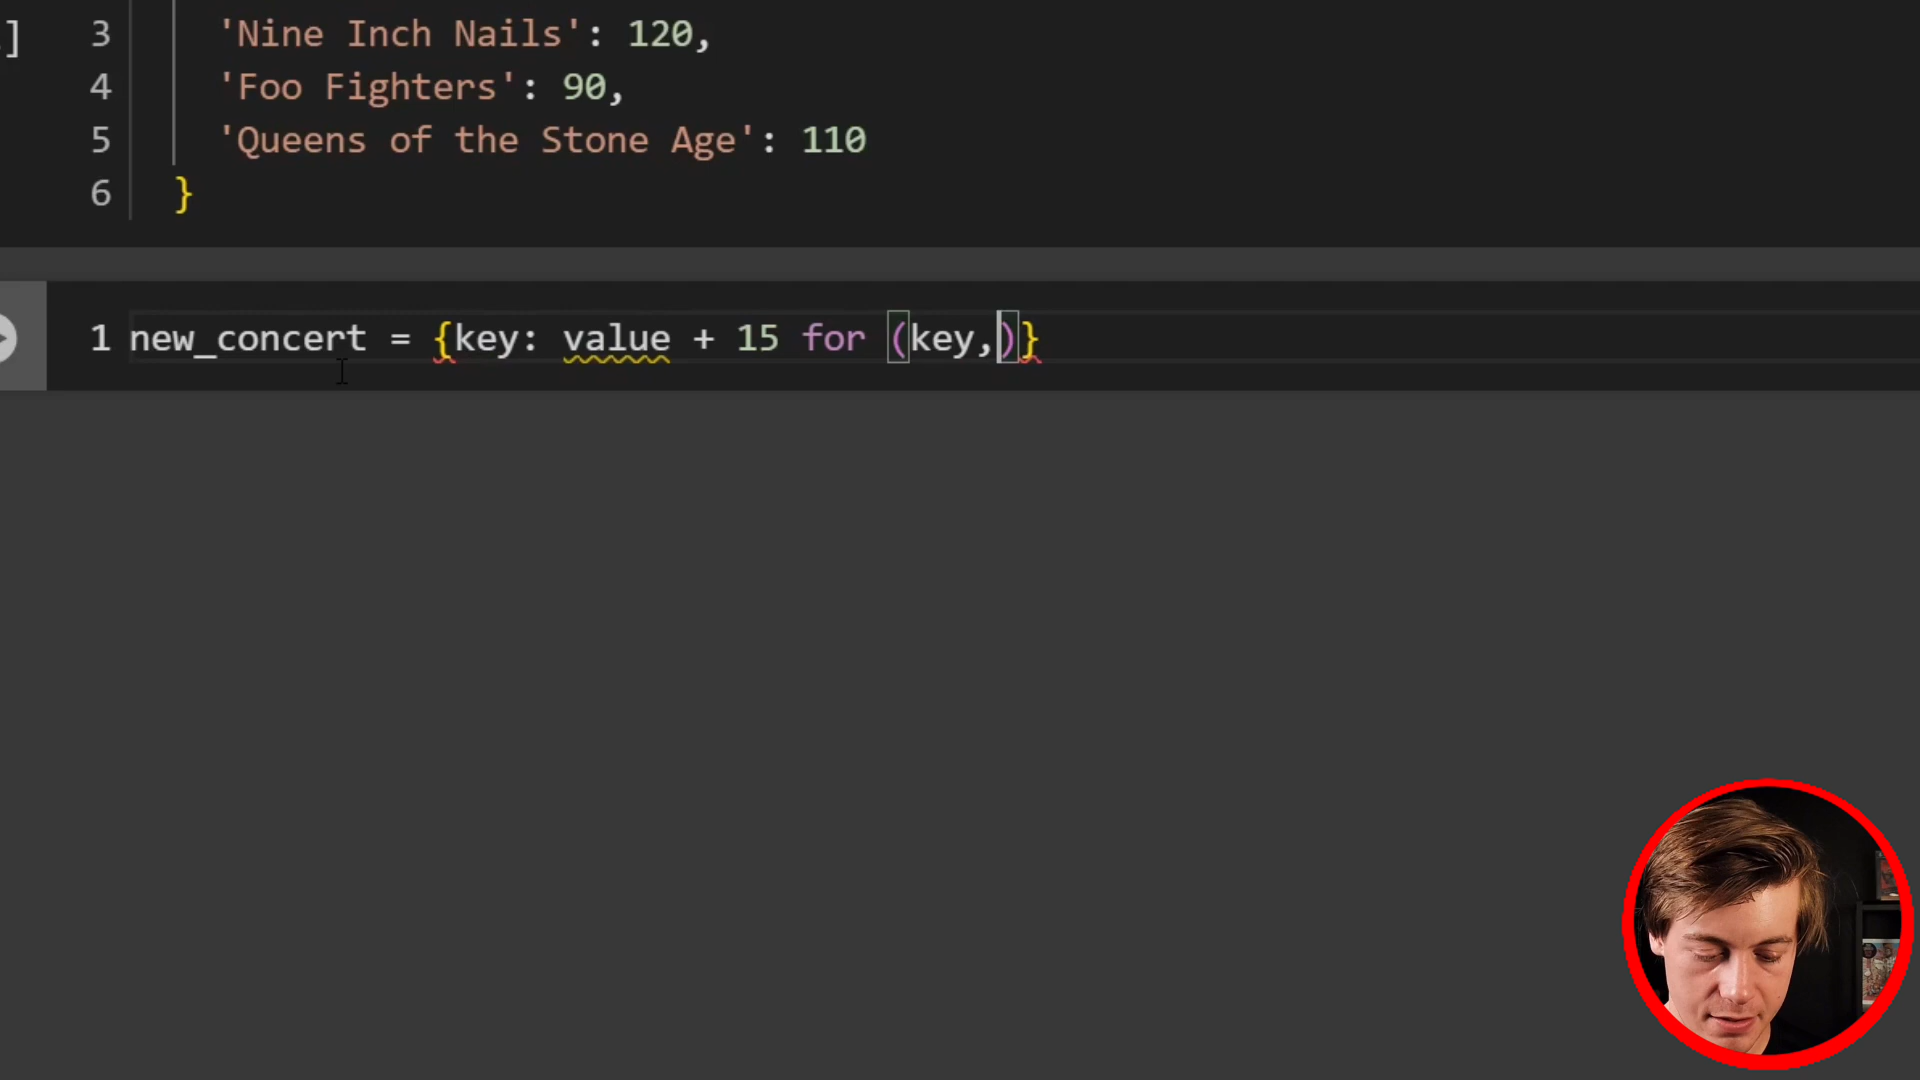 ] 3 'Nine Inch Nails': 120,
4 'Foo Fighters': 90,
5 'Queens of the Stone Age': 110
6 }
1 new_concert = {key: value + 15 for (key,)}